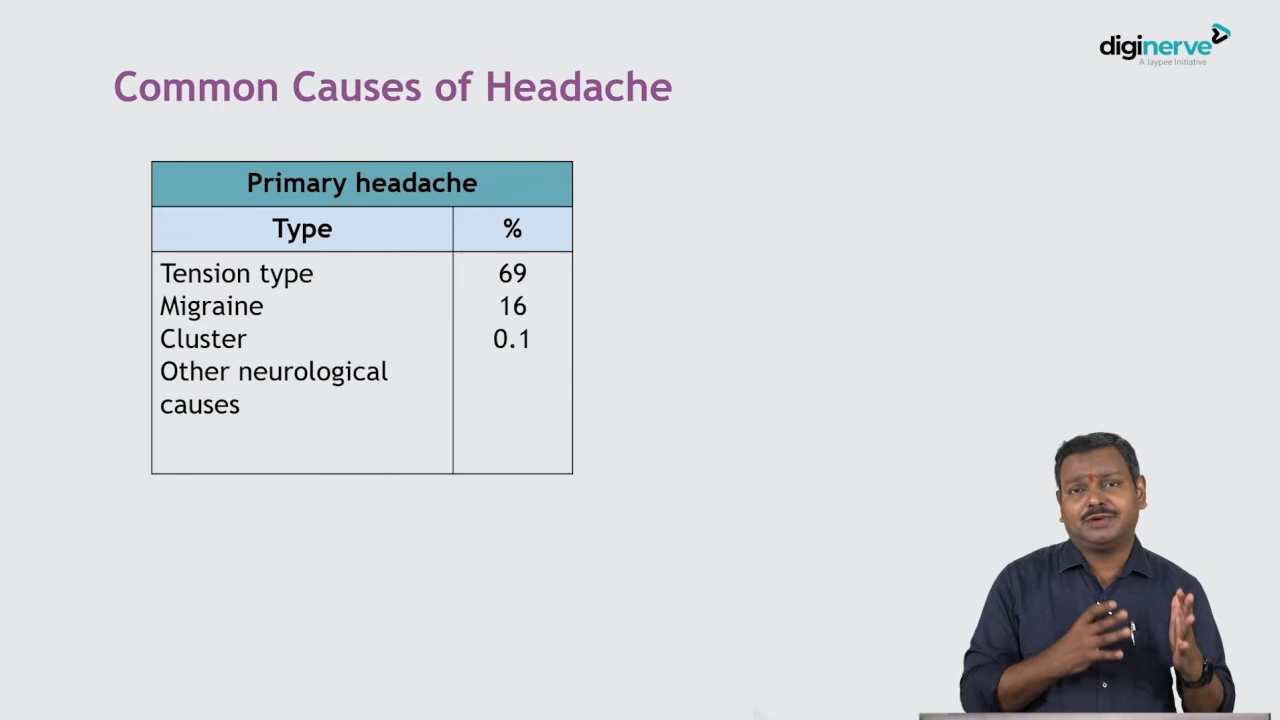 diginerve
A Jaypee Initiative
Common Causes of Headache
Primary headache
Type %
Tension type 69
Migraine 16
Cluster 0.1
Other neurological
causes